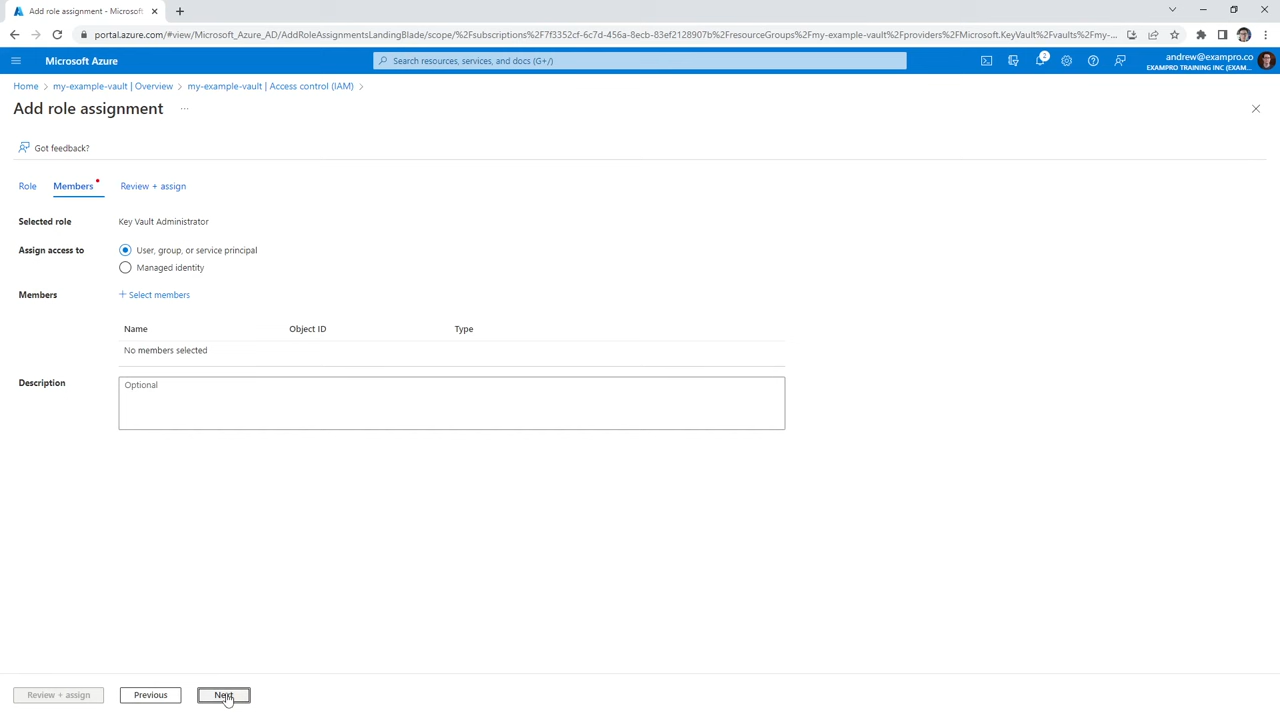 Add role assignment - Microsoft
portal.azure.com/#view/Microsoft_Azure_AD/AddRoleAssignmentsLandingBlade/scope/%2Fsubscriptions%2F7f3352cf-6c7d-456a-8ecb-83ef2128907b%2FresourceGroups%2Fmy-example-vault%2Fproviders%2FMicrosoft.KeyVault%2Fvaults%2Fmy-...
Microsoft Azure
Search resources, services, and docs (G+/)
2
andrew@exampro.co
EXAMPRO TRAINING INC (EXAM...
Home > my-example-vault | Overview > my-example-vault | Access control (IAM) >
Add role assignment ...
Got feedback?
Role Members Review + assign
Selected role Key Vault Administrator
Assign access to User, group, or service principal
Managed identity
Members + Select members
Name Object ID Type
No members selected
Description Optional
Review + assign Previous Next